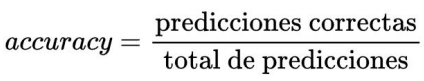 accuracy = predicciones correctas / total de predicciones